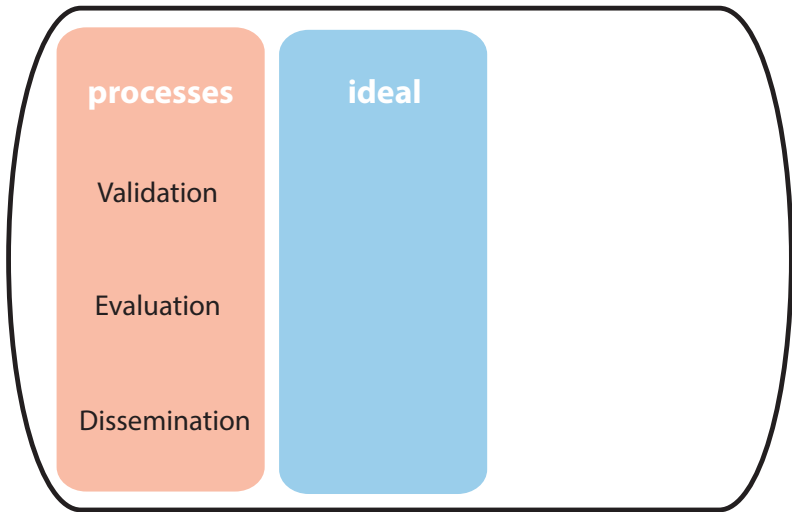 processes
ideal
Validation
Evaluation
Dissemination